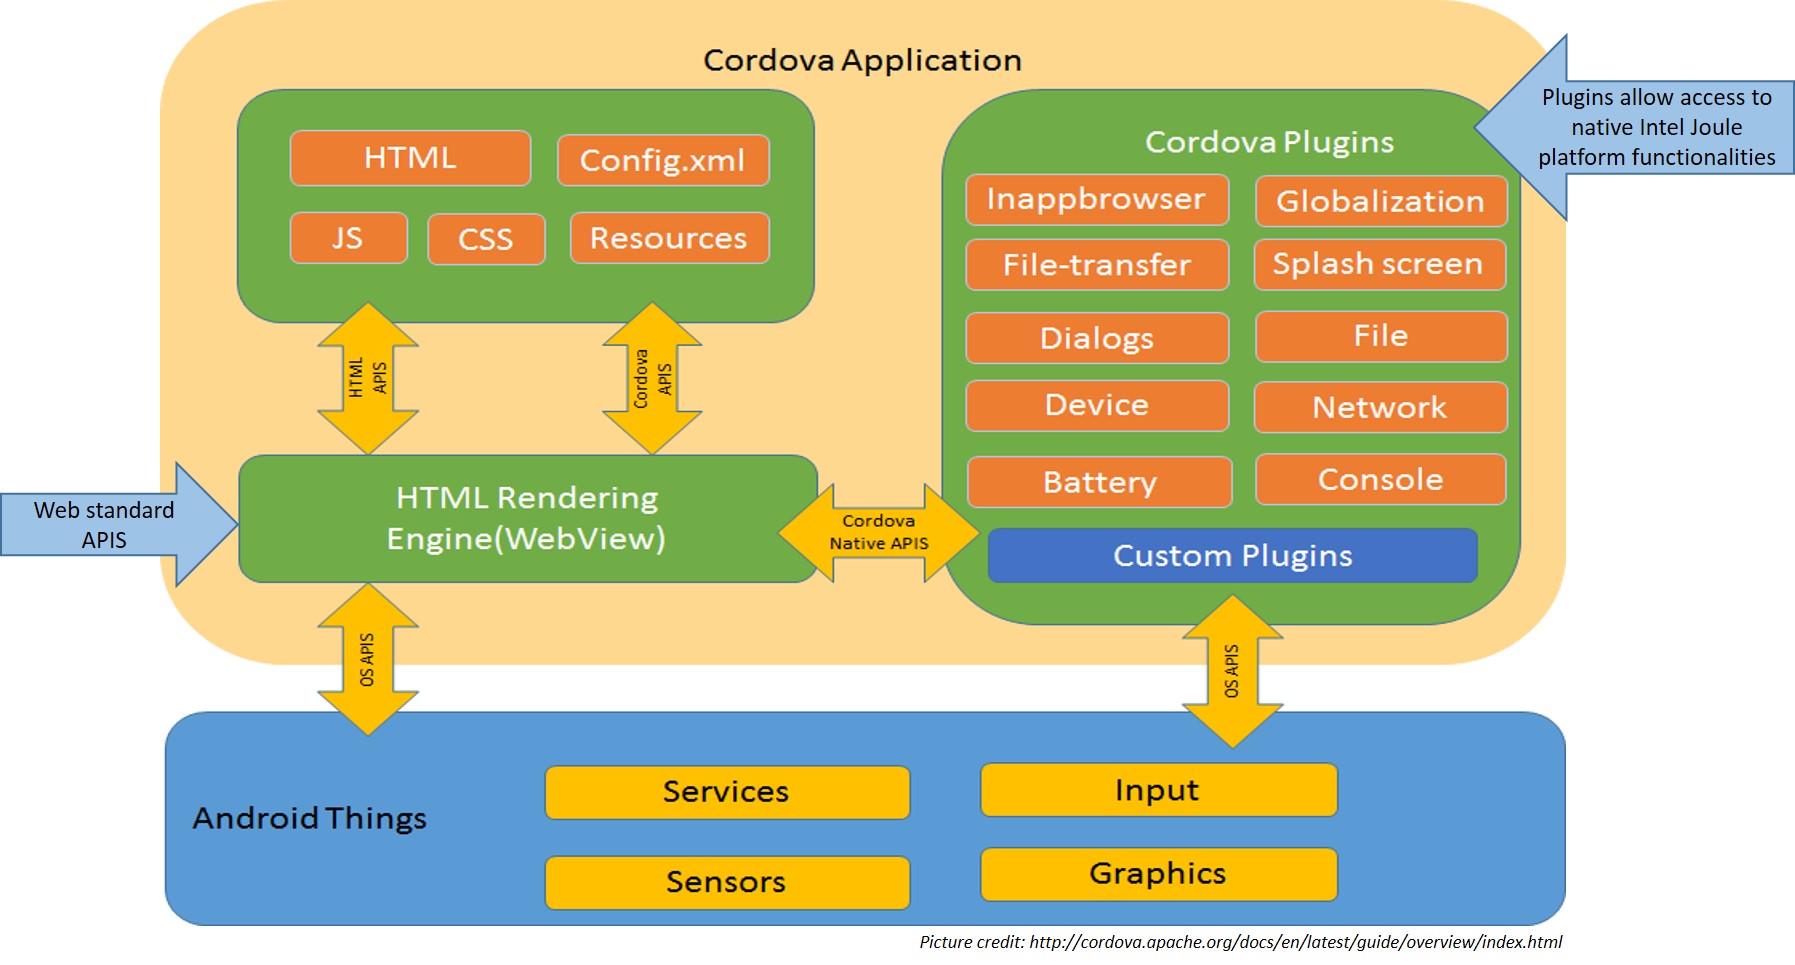 Cordova Application
HTML
Config.xml
JS
CSS
Resources
HTML
APIS
Cordova
APIS
Web standard
APIS
HTML Rendering
Engine(WebView)
Cordova
Native APIS
Cordova Plugins
Inappbrowser
Globalization
File-transfer
Splash screen
Dialogs
File
Device
Network
Battery
Console
Custom Plugins
Plugins allow access to
native Intel Joule
platform functionalities
OS APIS
OS APIS
Android Things
Services
Input
Sensors
Graphics
Picture credit: http://cordova.apache.org/docs/en/latest/guide/overview/index.html